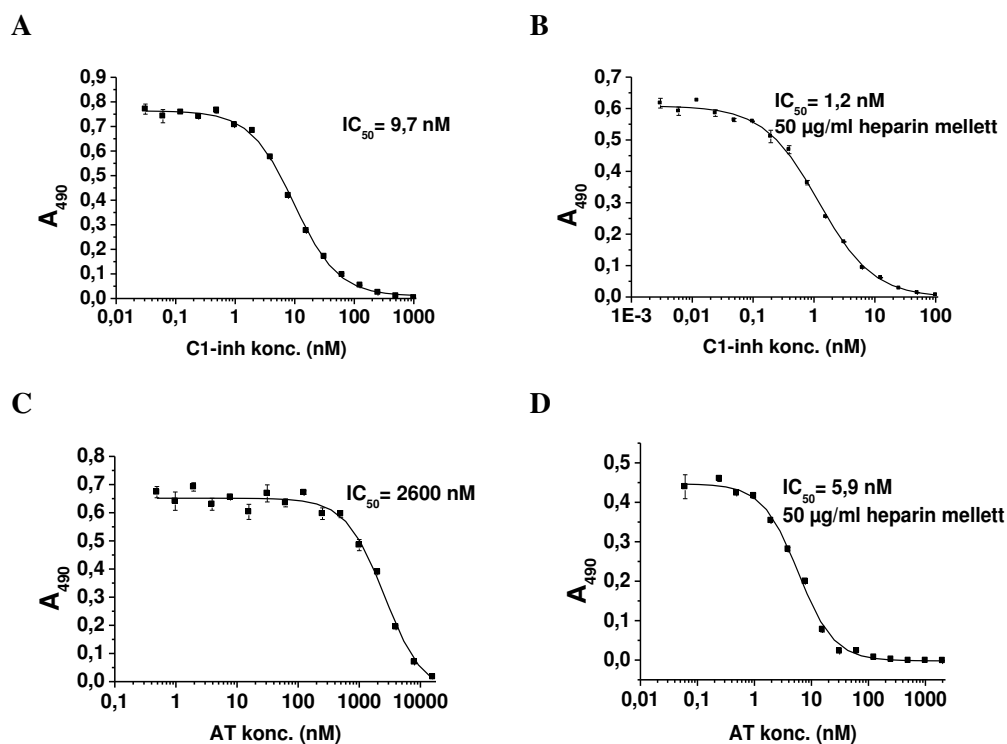 A
0,9
0,8
0,7
0,6
0,5
0,4
0,3
0,2
0,1
0,0
A490
IC50= 9,7 nM
0,01 0,1 1 10 100 1000
C1-inh konc. (nM)
B
0,7
0,6
0,5
0,4
0,3
0,2
0,1
0,0
A490
IC50= 1,2 nM
50 µg/ml heparin mellett
1E-3 0,01 0,1 1 10 100
C1-inh konc. (nM)
C
0,8
0,7
0,6
0,5
0,4
0,3
0,2
0,1
0,0
A490
IC50= 2600 nM
0,1 1 10 100 1000 10000
AT konc. (nM)
D
0,5
0,4
0,3
0,2
0,1
0,0
A490
IC50= 5,9 nM
50 µg/ml heparin mellett
0,01 0,1 1 10 100 1000
AT konc. (nM)